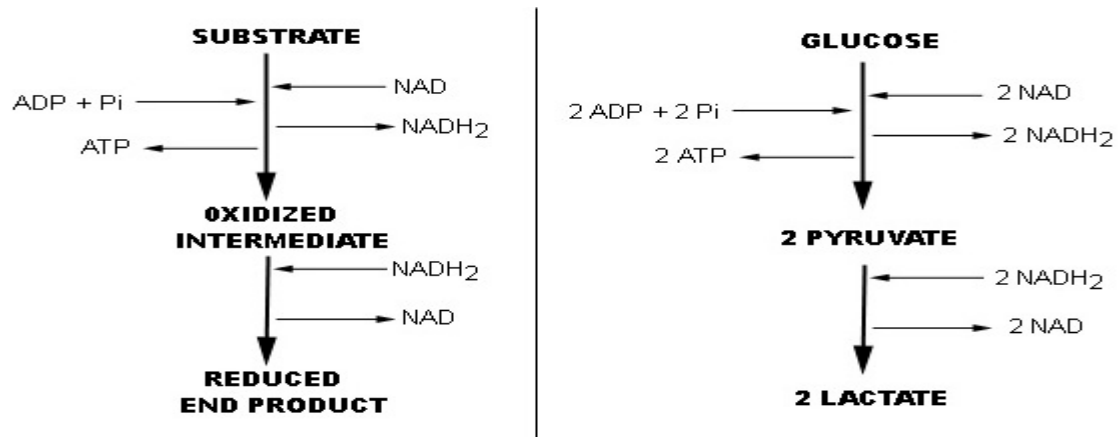 SUBSTRATE
NAD
ADP + Pi
NADH2
ATP
0XIDIZED
INTERMEDIATE
NADH2
NAD
REDUCED
END PRODUCT
GLUCOSE
2 NAD
2 ADP + 2 Pi
2 NADH2
2 ATP
2 PYRUVATE
2 NADH2
2 NAD
2 LACTATE